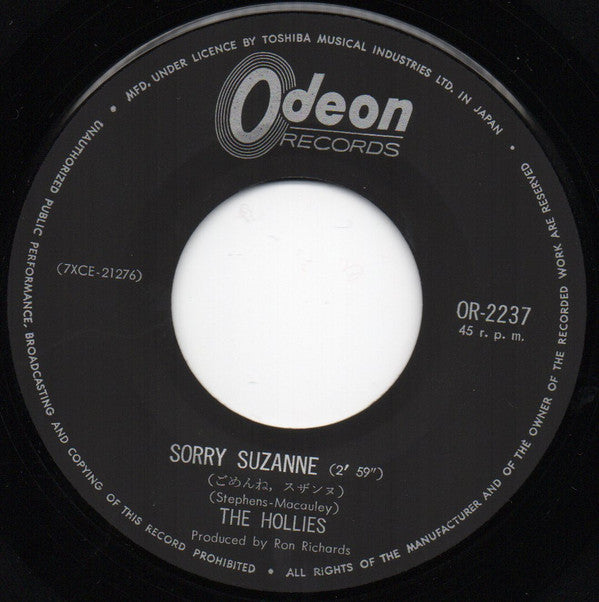 • MFD. UNDER LICENCE BY TOSHIBA MUSICAL INDUSTRIES LTD. IN JAPAN •
Odeon
RECORDS
(7XCE-21276)
OR-2237
45 r. p. m.
SORRY SUZANNE (2' 59")
(ごめんね, スザンヌ)
(Stephens-Macauley)
THE HOLLIES
Produced by Ron Richards
UNAUTHORIZED PUBLIC PERFORMANCE, BROADCASTING AND COPYING OF THIS RECORD PROHIBITED • ALL RIGHTS OF THE MANUFACTURER AND OF THE OWNER OF THE RECORDED WORK ARE RESERVED